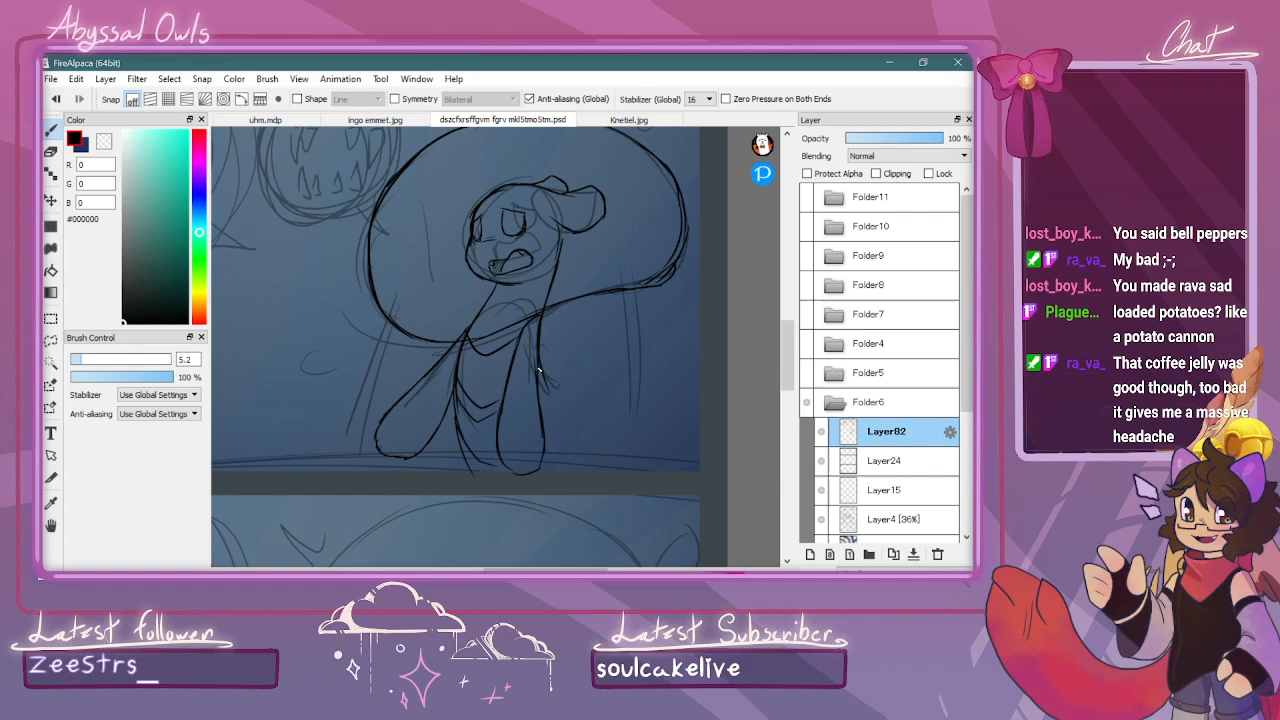 Abyssal Owls
Chat
FireAlpaca (64bit)
File Edit Layer Filter Select Snap Color Brush View Animation Tool Window Help
Snap off Shape Line Symmetry Bilateral Anti-aliasing (Global) Stabilizer (Global) 16 Zero Pressure on Both Ends
uhm.mdp ingo emmet.jpg dszcfxrsffgvm fgrv mkl5tmo5tm.psd Knetiel.jpg
Color
R 0
G 0
B 0
#000000
Brush Control
5.2
100 %
Stabilizer Use Global Settings
Anti-aliasing Use Global Settings
Layer
Opacity 100 %
Blending Normal
Protect Alpha Clipping Lock
Folder11
Folder10
Folder9
Folder8
Folder7
Folder4
Folder5
Folder6
Layer82
Layer24
Layer15
Layer4 [36%]
lost_boy_k... You said bell peppers
ra_va_ My bad ;-;
lost_boy_k... You made rava sad
Plague... loaded potatoes? like
a potato cannon
ra_va_ That coffee jelly was
good though, too bad
it gives me a massive
headache
Latest follower
zeestrs_
Latest Subscriber
soulcakelive